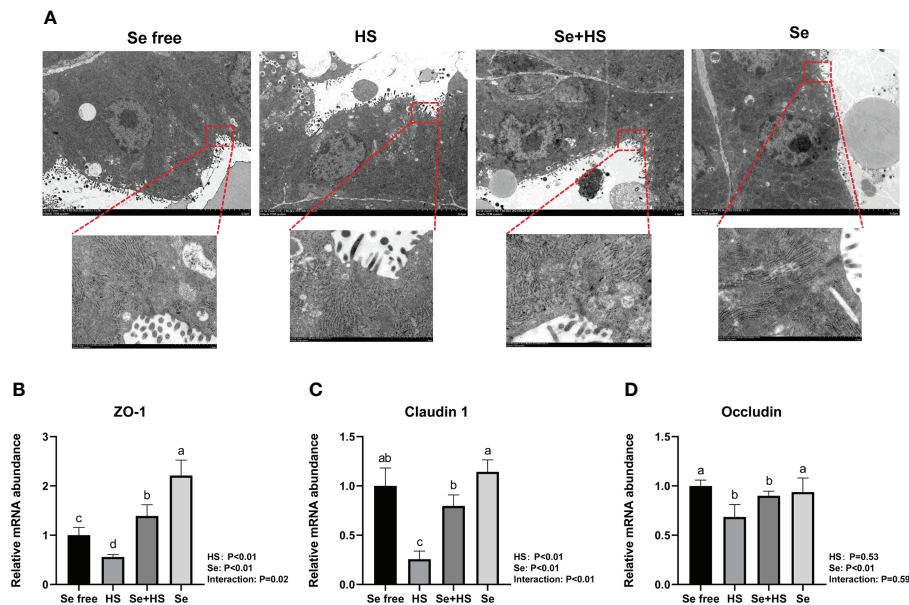 A
Se free
HS
Se+HS
Se
B
ZO-1
Relative mRNA abundance
3
2
1
0
c
d
b
a
Se free
HS
Se+HS
Se
HS: P<0.01
Se: P<0.01
Interaction: P=0.02
C
Claudin 1
Relative mRNA abundance
1.5
1.0
0.5
0.0
ab
c
b
a
Se free
HS
Se+HS
Se
HS: P<0.01
Se: P<0.01
Interaction: P<0.01
D
Occludin
Relative mRNA abundance
1.5
1.0
0.5
0.0
a
b
b
a
Se free
HS
Se+HS
Se
HS: P=0.53
Se: P<0.01
Interaction: P=0.59